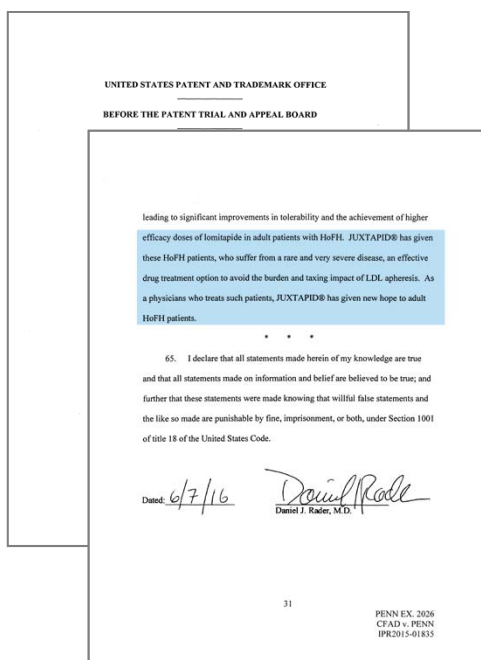 UNITED STATES PATENT AND TRADEMARK OFFICE
BEFORE THE PATENT TRIAL AND APPEAL BOARD
leading to significant improvements in tolerability and the achievement of higher
efficacy doses of lomitapide in adult patients with HoFH.  JUXTAPID® has given
these HoFH patients, who suffer from a rare and very severe disease, an effective
drug treatment option to avoid the burden and taxing impact of LDL apheresis.  As
a physicians who treats such patients, JUXTAPID® has given new hope to adult
HoFH patients.
* * *
65. I declare that all statements made herein of my knowledge are true
and that all statements made on information and belief are believed to be true; and
further that these statements were made knowing that willful false statements and
the like so made are punishable by fine, imprisonment, or both, under Section 1001
of title 18 of the United States Code.
Dated: 6/7/16 Daniel J Rade
Daniel J. Rader, M.D.
31
PENN EX. 2026
CFAD v. PENN
IPR2015-01835